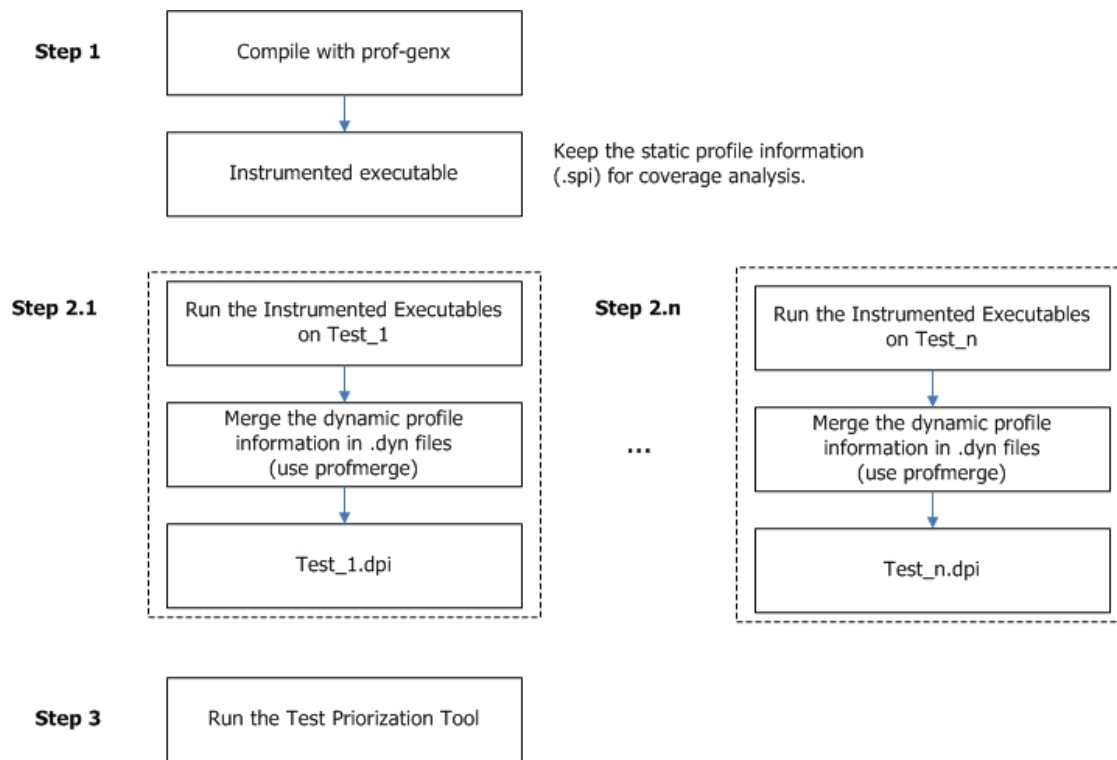 Step 1
Compile with prof-genx
Instrumented executable
Keep the static profile information
(.spi) for coverage analysis.
Step 2.1
Run the Instrumented Executables
on Test_1
Merge the dynamic profile
information in .dyn files
(use profmerge)
Test_1.dpi
...
Step 2.n
Run the Instrumented Executables
on Test_n
Merge the dynamic profile
information in .dyn files
(use profmerge)
Test_n.dpi
Step 3
Run the Test Priorization Tool